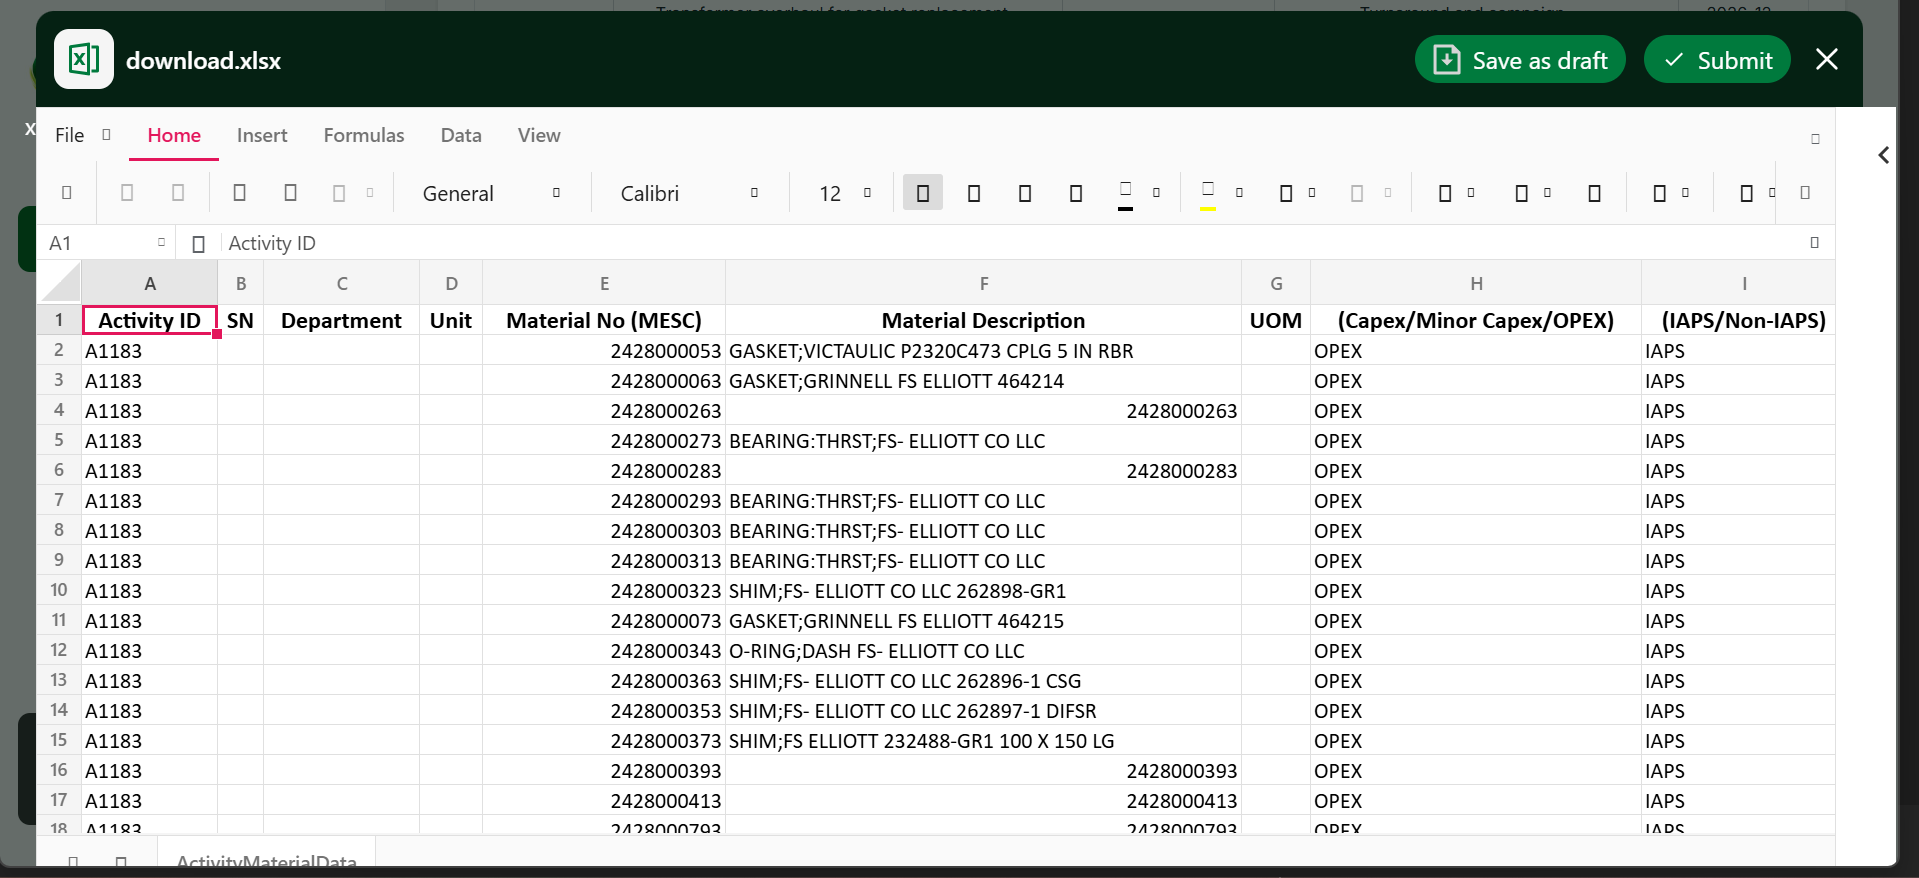 Transformer overhaul for gasket replacement Turnaround and campaign 2026-12
download.xlsx Save as draft Submit
X File Home Insert Formulas Data View
General Calibri 12
A1 Activity ID
A B C D E F G H I
1 Activity ID SN Department Unit Material No (MESC) Material Description UOM (Capex/Minor Capex/OPEX) (IAPS/Non-IAPS)
2 A1183 2428000053 GASKET;VICTAULIC P2320C473 CPLG 5 IN RBR OPEX IAPS
3 A1183 2428000063 GASKET;GRINNELL FS ELLIOTT 464214 OPEX IAPS
4 A1183 2428000263 2428000263 OPEX IAPS
5 A1183 2428000273 BEARING:THRST;FS- ELLIOTT CO LLC OPEX IAPS
6 A1183 2428000283 2428000283 OPEX IAPS
7 A1183 2428000293 BEARING:THRST;FS- ELLIOTT CO LLC OPEX IAPS
8 A1183 2428000303 BEARING:THRST;FS- ELLIOTT CO LLC OPEX IAPS
9 A1183 2428000313 BEARING:THRST;FS- ELLIOTT CO LLC OPEX IAPS
10 A1183 2428000323 SHIM;FS- ELLIOTT CO LLC 262898-GR1 OPEX IAPS
11 A1183 2428000073 GASKET;GRINNELL FS ELLIOTT 464215 OPEX IAPS
12 A1183 2428000343 O-RING;DASH FS- ELLIOTT CO LLC OPEX IAPS
13 A1183 2428000363 SHIM;FS- ELLIOTT CO LLC 262896-1 CSG OPEX IAPS
14 A1183 2428000353 SHIM;FS- ELLIOTT CO LLC 262897-1 DIFSR OPEX IAPS
15 A1183 2428000373 SHIM;FS ELLIOTT 232488-GR1 100 X 150 LG OPEX IAPS
16 A1183 2428000393 2428000393 OPEX IAPS
17 A1183 2428000413 2428000413 OPEX IAPS
18 A1183 2428000793 2428000793 OPEX IAPS
ActivityMaterialData